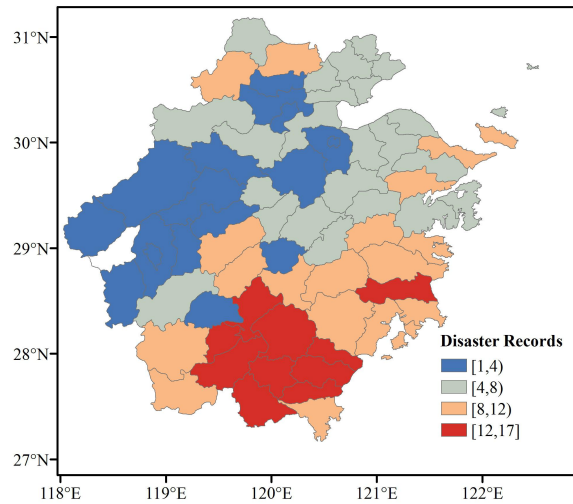 31°N
30°N
29°N
28°N
27°N
Disaster Records
[1,4)
[4,8)
[8,12)
[12,17]
118°E 119°E 120°E 121°E 122°E